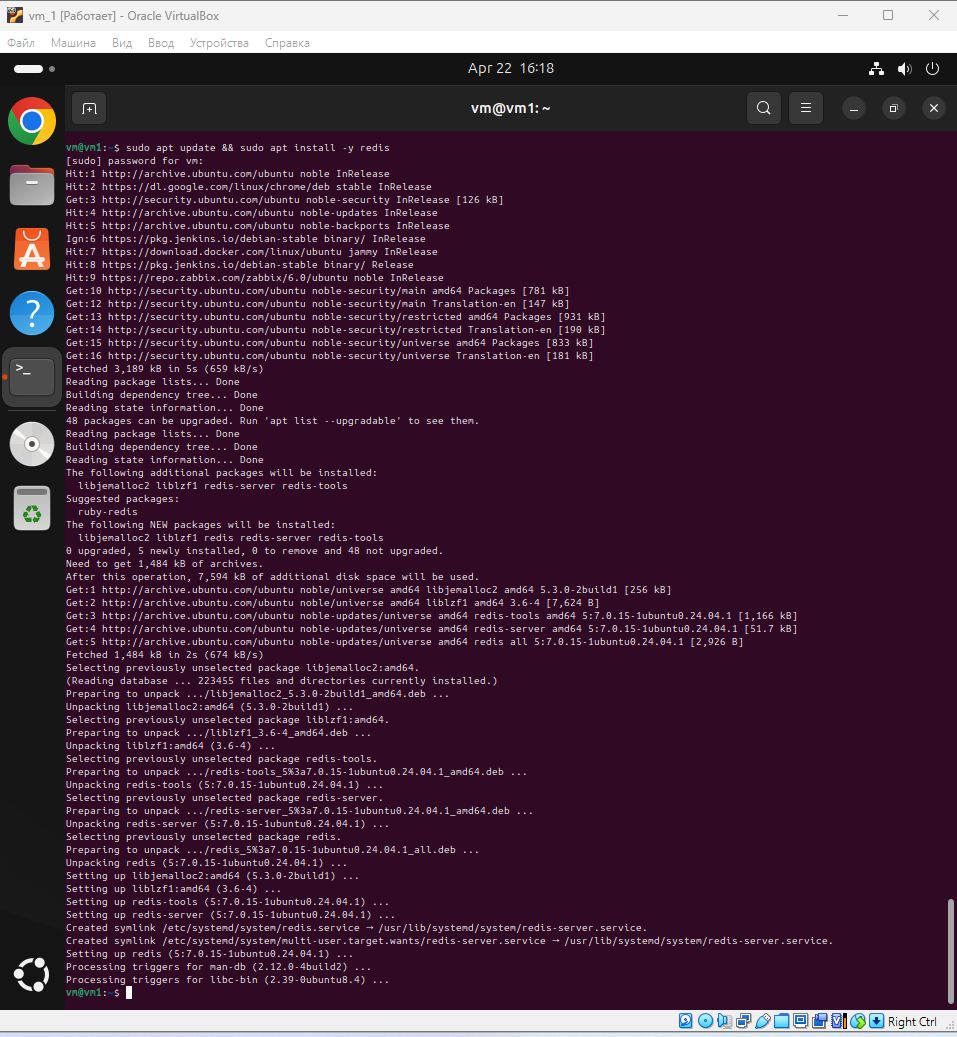 vm_1 [Работает] - Oracle VirtualBox
Файл Машина Вид Ввод Устройства Справка
Apr 22 16:18
vm@vm1: ~
vm@vm1:~$ sudo apt update && sudo apt install -y redis
[sudo] password for vm:
Hit:1 http://archive.ubuntu.com/ubuntu noble InRelease
Hit:2 https://dl.google.com/linux/chrome/deb stable InRelease
Get:3 http://security.ubuntu.com/ubuntu noble-security InRelease [126 kB]
Hit:4 http://archive.ubuntu.com/ubuntu noble-updates InRelease
Hit:5 http://archive.ubuntu.com/ubuntu noble-backports InRelease
Ign:6 https://pkg.jenkins.io/debian-stable binary/ InRelease
Hit:7 https://download.docker.com/linux/ubuntu jammy InRelease
Hit:8 https://pkg.jenkins.io/debian-stable binary/ Release
Hit:9 https://repo.zabbix.com/zabbix/6.0/ubuntu noble InRelease
Get:10 http://security.ubuntu.com/ubuntu noble-security/main amd64 Packages [781 kB]
Get:12 http://security.ubuntu.com/ubuntu noble-security/main Translation-en [147 kB]
Get:13 http://security.ubuntu.com/ubuntu noble-security/restricted amd64 Packages [931 kB]
Get:14 http://security.ubuntu.com/ubuntu noble-security/restricted Translation-en [190 kB]
Get:15 http://security.ubuntu.com/ubuntu noble-security/universe amd64 Packages [833 kB]
Get:16 http://security.ubuntu.com/ubuntu noble-security/universe Translation-en [181 kB]
Fetched 3,189 kB in 5s (659 kB/s)
Reading package lists... Done
Building dependency tree... Done
Reading state information... Done
48 packages can be upgraded. Run 'apt list --upgradable' to see them.
Reading package lists... Done
Building dependency tree... Done
Reading state information... Done
The following additional packages will be installed:
libjemalloc2 liblzf1 redis-server redis-tools
Suggested packages:
ruby-redis
The following NEW packages will be installed:
libjemalloc2 liblzf1 redis redis-server redis-tools
0 upgraded, 5 newly installed, 0 to remove and 48 not upgraded.
Need to get 1,484 kB of archives.
After this operation, 7,594 kB of additional disk space will be used.
Get:1 http://archive.ubuntu.com/ubuntu noble/universe amd64 libjemalloc2 amd64 5.3.0-2build1 [256 kB]
Get:2 http://archive.ubuntu.com/ubuntu noble/universe amd64 liblzf1 amd64 3.6-4 [7,624 B]
Get:3 http://archive.ubuntu.com/ubuntu noble-updates/universe amd64 redis-tools amd64 5:7.0.15-1ubuntu0.24.04.1 [1,166 kB]
Get:4 http://archive.ubuntu.com/ubuntu noble-updates/universe amd64 redis-server amd64 5:7.0.15-1ubuntu0.24.04.1 [51.7 kB]
Get:5 http://archive.ubuntu.com/ubuntu noble-updates/universe amd64 redis all 5:7.0.15-1ubuntu0.24.04.1 [2,926 B]
Fetched 1,484 kB in 2s (674 kB/s)
Selecting previously unselected package libjemalloc2:amd64.
(Reading database ... 223455 files and directories currently installed.)
Preparing to unpack .../libjemalloc2_5.3.0-2build1_amd64.deb ...
Unpacking libjemalloc2:amd64 (5.3.0-2build1) ...
Selecting previously unselected package liblzf1:amd64.
Preparing to unpack .../liblzf1_3.6-4_amd64.deb ...
Unpacking liblzf1:amd64 (3.6-4) ...
Selecting previously unselected package redis-tools.
Preparing to unpack .../redis-tools_5%3a7.0.15-1ubuntu0.24.04.1_amd64.deb ...
Unpacking redis-tools (5:7.0.15-1ubuntu0.24.04.1) ...
Selecting previously unselected package redis-server.
Preparing to unpack .../redis-server_5%3a7.0.15-1ubuntu0.24.04.1_amd64.deb ...
Unpacking redis-server (5:7.0.15-1ubuntu0.24.04.1) ...
Selecting previously unselected package redis.
Preparing to unpack .../redis_5%3a7.0.15-1ubuntu0.24.04.1_all.deb ...
Unpacking redis (5:7.0.15-1ubuntu0.24.04.1) ...
Setting up libjemalloc2:amd64 (5.3.0-2build1) ...
Setting up liblzf1:amd64 (3.6-4) ...
Setting up redis-tools (5:7.0.15-1ubuntu0.24.04.1) ...
Setting up redis-server (5:7.0.15-1ubuntu0.24.04.1) ...
Created symlink /etc/systemd/system/redis.service → /usr/lib/systemd/system/redis-server.service.
Created symlink /etc/systemd/system/multi-user.target.wants/redis-server.service → /usr/lib/systemd/system/redis-server.service.
Setting up redis (5:7.0.15-1ubuntu0.24.04.1) ...
Processing triggers for man-db (2.12.0-4build2) ...
Processing triggers for libc-bin (2.39-0ubuntu8.4) ...
vm@vm1:~$
Right Ctrl